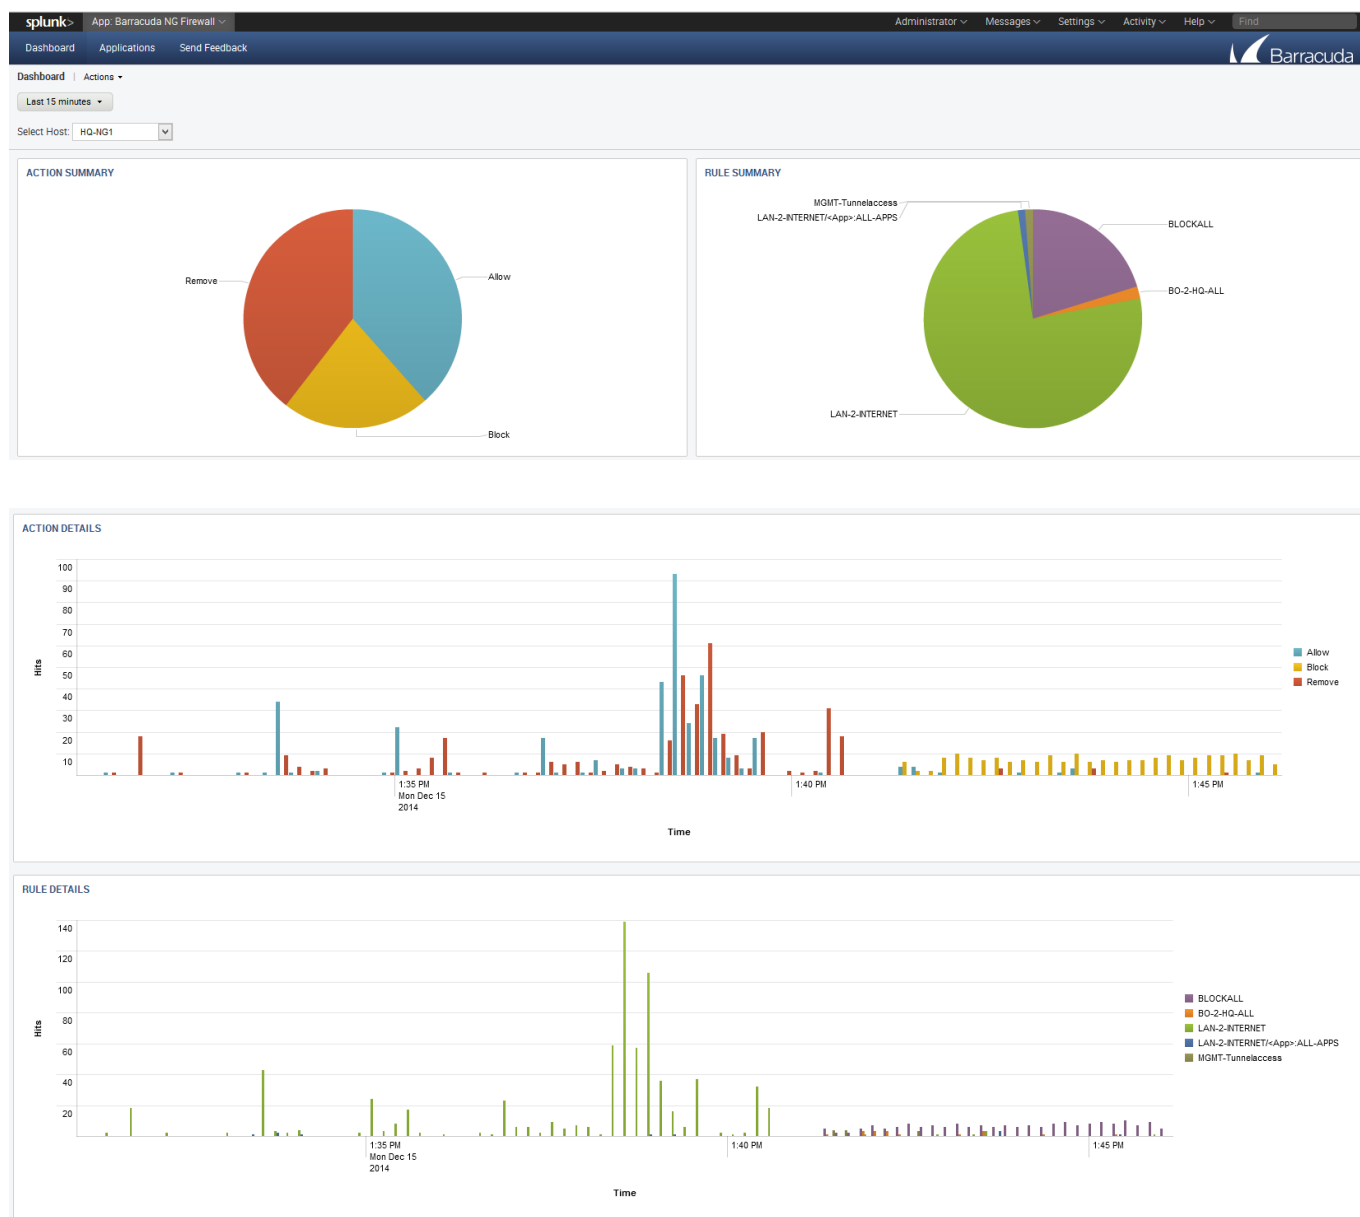 splunk> App: Barracuda NG Firewall Administrator Messages Settings Activity Help Find
Dashboard Applications Send Feedback Barracuda
Dashboard | Actions
Last 15 minutes
Select Host: HQ-NG1
ACTION SUMMARY
Remove
Allow
Block
RULE SUMMARY
MGMT-Tunnelaccess
LAN-2-INTERNET/<App>:ALL-APPS
BLOCKALL
BO-2-HQ-ALL
LAN-2-INTERNET
ACTION DETAILS
100
90
80
70
60
50
40
30
20
10
Hits
1:35 PM
Mon Dec 15
2014
1:40 PM
1:45 PM
Time
Allow
Block
Remove
RULE DETAILS
140
120
100
80
60
40
20
Hits
1:35 PM
Mon Dec 15
2014
1:40 PM
1:45 PM
Time
BLOCKALL
BO-2-HQ-ALL
LAN-2-INTERNET
LAN-2-INTERNET/<App>:ALL-APPS
MGMT-Tunnelaccess